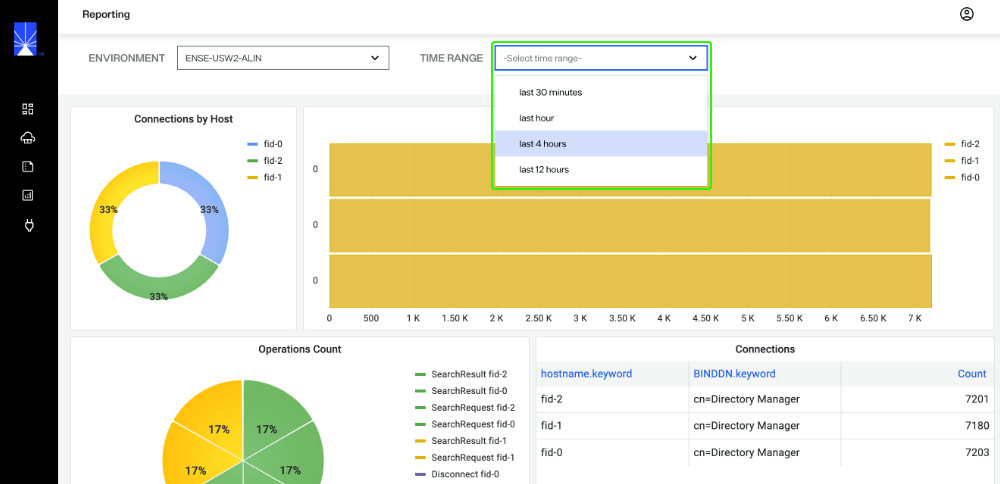 Reporting
ENVIRONMENT
ENSE-USW2-ALIN
TIME RANGE
-Select time range-
last 30 minutes
last hour
last 4 hours
last 12 hours
Connections by Host
fid-0
fid-2
fid-1
33%
33%
33%
fid-2
fid-1
fid-0
0
0
0
0
500
1 K
1.50 K
2 K
2.50 K
3 K
3.50 K
4 K
4.50 K
5 K
5.50 K
6 K
6.50 K
7 K
Operations Count
SearchResult fid-2
SearchResult fid-0
SearchRequest fid-2
SearchRequest fid-0
SearchResult fid-1
SearchRequest fid-1
Disconnect fid-0
17%
17%
17%
17%
Connections
hostname.keyword BINDDN.keyword Count
fid-2 cn=Directory Manager 7201
fid-1 cn=Directory Manager 7180
fid-0 cn=Directory Manager 7203